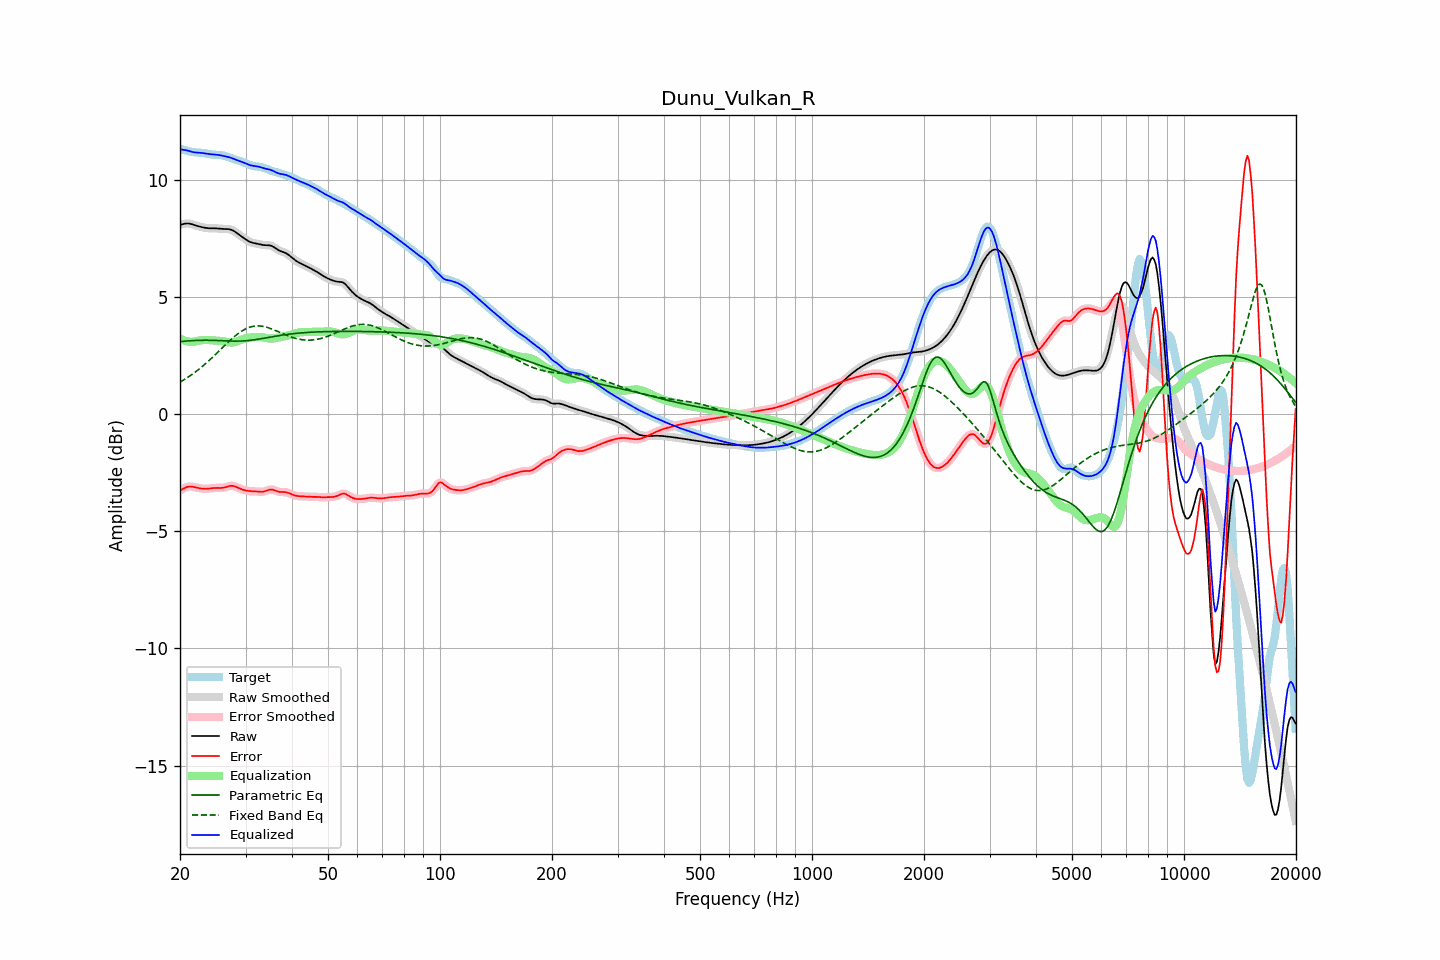 Dunu_Vulkan_R
10
5
0
−5
−10
−15
Amplitude (dBr)
Target
Raw Smoothed
Error Smoothed
Raw
Error
Equalization
Parametric Eq
Fixed Band Eq
Equalized
20 50 100 200 500 1000 2000 5000 10000 20000
Frequency (Hz)